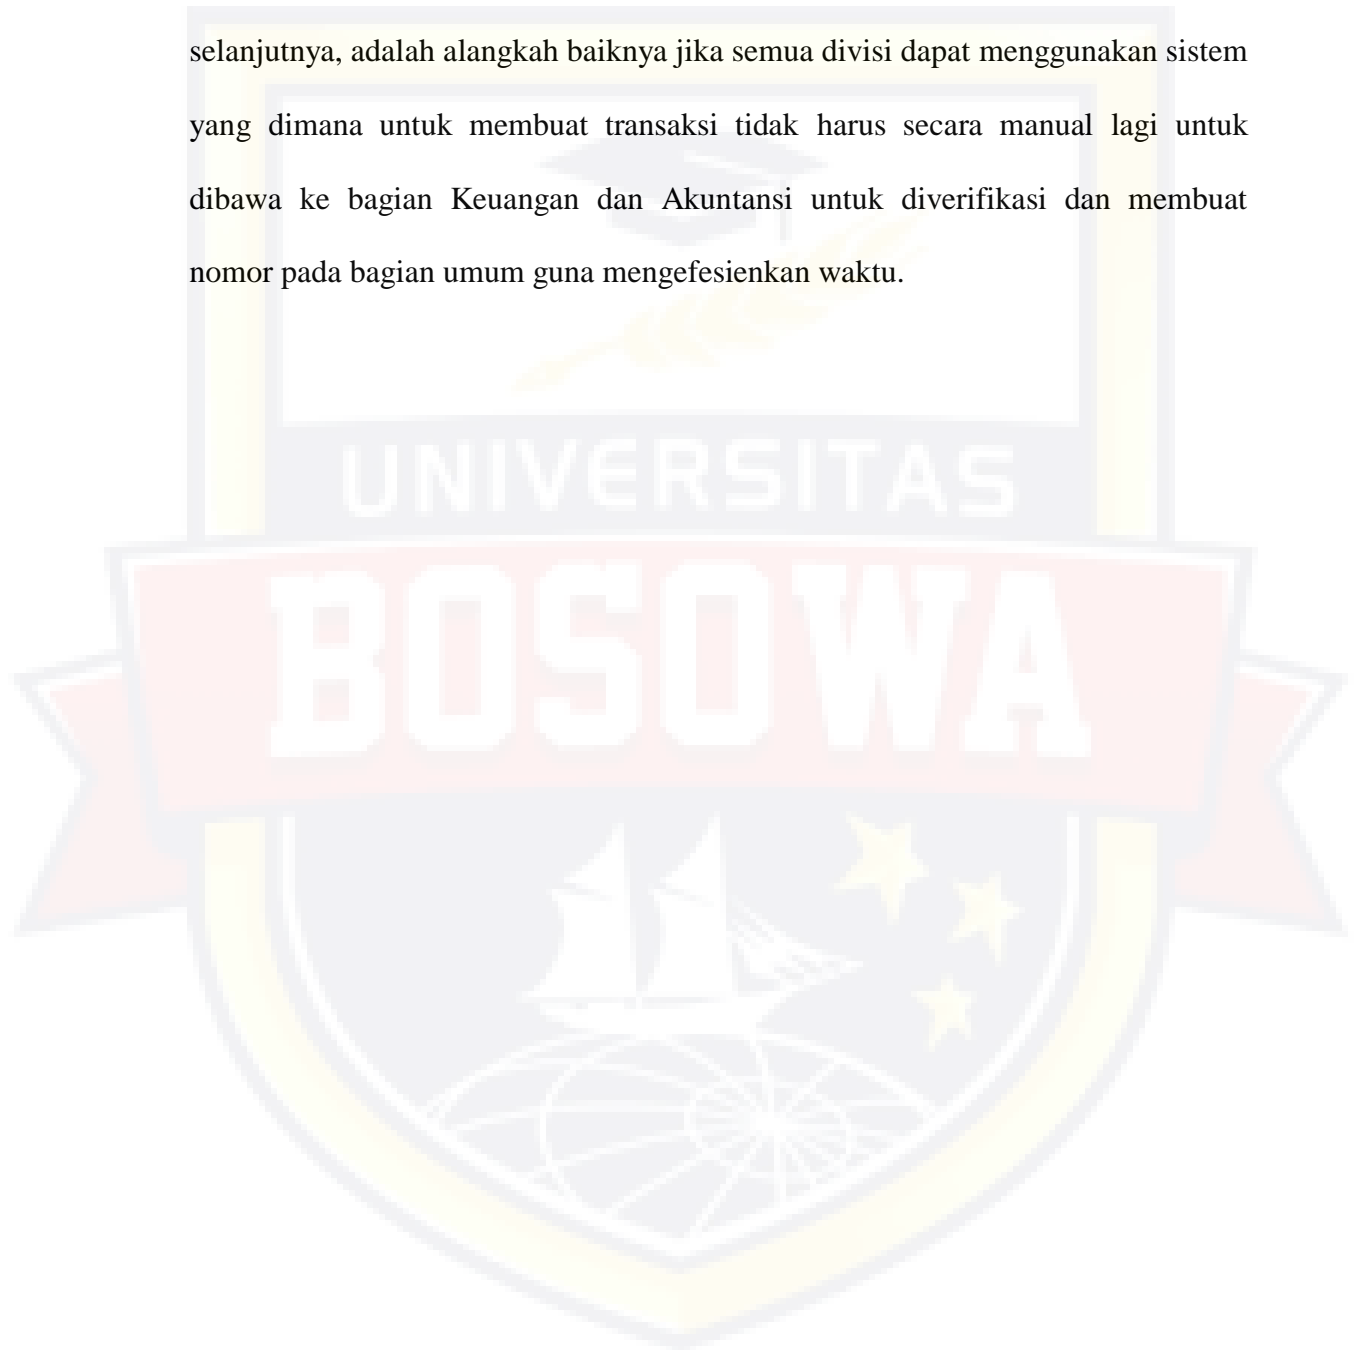 selanjutnya, adalah alangkah baiknya jika semua divisi dapat menggunakan sistem
yang dimana untuk membuat transaksi tidak harus secara manual lagi untuk
dibawa ke bagian Keuangan dan Akuntansi untuk diverifikasi dan membuat
nomor pada bagian umum guna mengefesienkan waktu.
UNIVERSITAS
BOSOWA